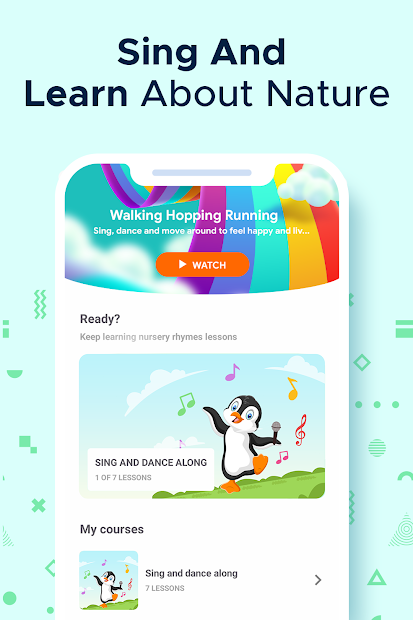 Sing And
Learn About Nature
Walking Hopping Running
Sing, dance and move around to feel happy and liv...
WATCH
Ready?
Keep learning nursery rhymes lessons
SING AND DANCE ALONG
1 OF 7 LESSONS
My courses
Sing and dance along
7 LESSONS